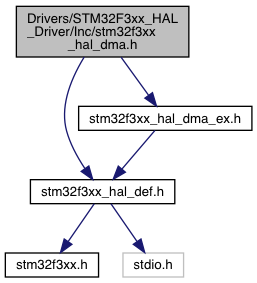 Drivers/STM32F3xx_HAL
_Driver/Inc/stm32f3xx
_hal_dma.h
stm32f3xx_hal_dma_ex.h
stm32f3xx_hal_def.h
stm32f3xx.h
stdio.h